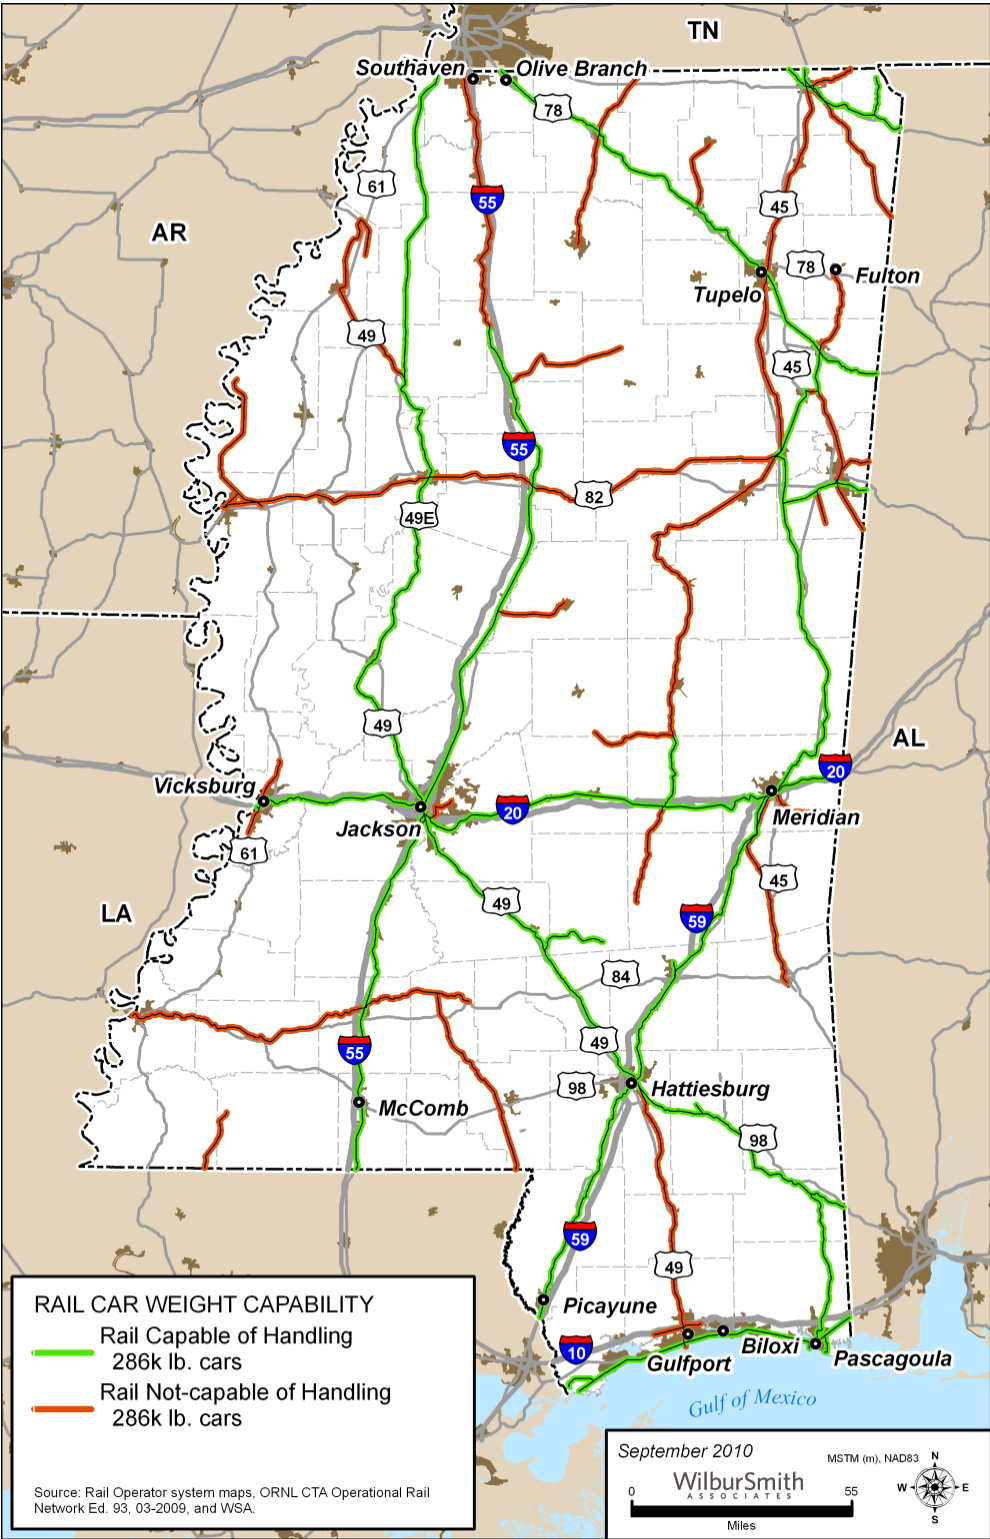 TN
Southaven
Olive Branch
78
61
55
45
AR
78
Fulton
Tupelo
49
45
55
82
49E
49
AL
20
Vicksburg
20
Meridian
Jackson
61
45
49
59
LA
84
49
55
98
Hattiesburg
McComb
98
59
49
Picayune
10
Biloxi
Gulfport
Pascagoula
Gulf of Mexico
RAIL CAR WEIGHT CAPABILITY
Rail Capable of Handling
286k lb. cars
Rail Not-capable of Handling
286k lb. cars
Source: Rail Operator system maps, ORNL CTA Operational Rail
Network Ed. 93, 03-2009, and WSA.
September 2010
MSTM (m), NAD83
WilburSmith
ASSOCIATES
0 55
Miles
N
W E
S